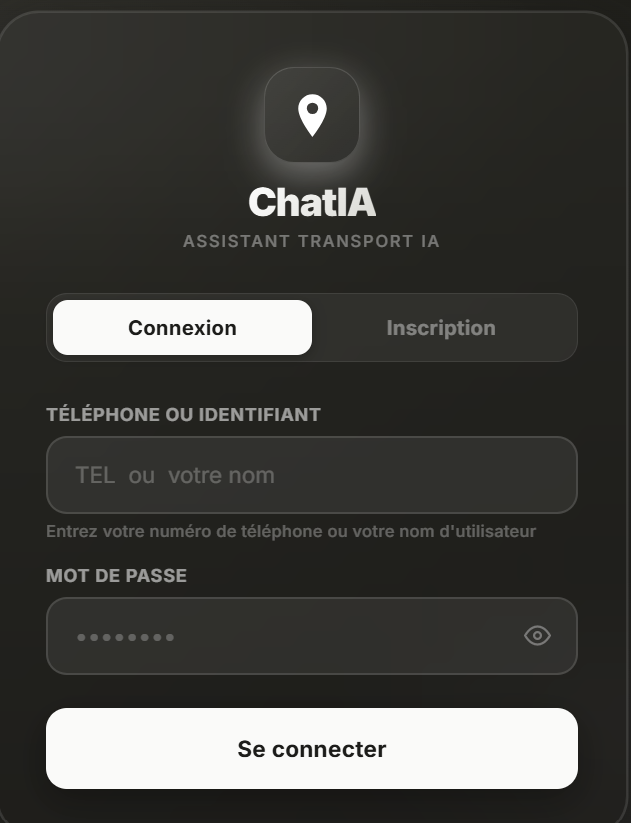 ChatIA
ASSISTANT TRANSPORT IA
Connexion
Inscription
TÉLÉPHONE OU IDENTIFIANT
TEL ou votre nom
Entrez votre numéro de téléphone ou votre nom d'utilisateur
MOT DE PASSE
••••••••
Se connecter